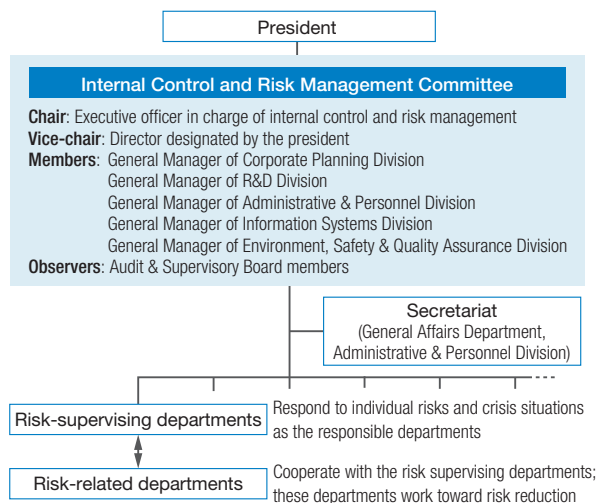 President
Internal Control and Risk Management Committee
Chair: Executive officer in charge of internal control and risk management
Vice-chair: Director designated by the president
Members: General Manager of Corporate Planning Division
General Manager of R&D Division
General Manager of Administrative & Personnel Division
General Manager of Information Systems Division
General Manager of Environment, Safety & Quality Assurance Division
Observers: Audit & Supervisory Board members
Secretariat
(General Affairs Department,
Administrative & Personnel Division)
Risk-supervising departments
Respond to individual risks and crisis situations
as the responsible departments
Risk-related departments
Cooperate with the risk supervising departments;
these departments work toward risk reduction